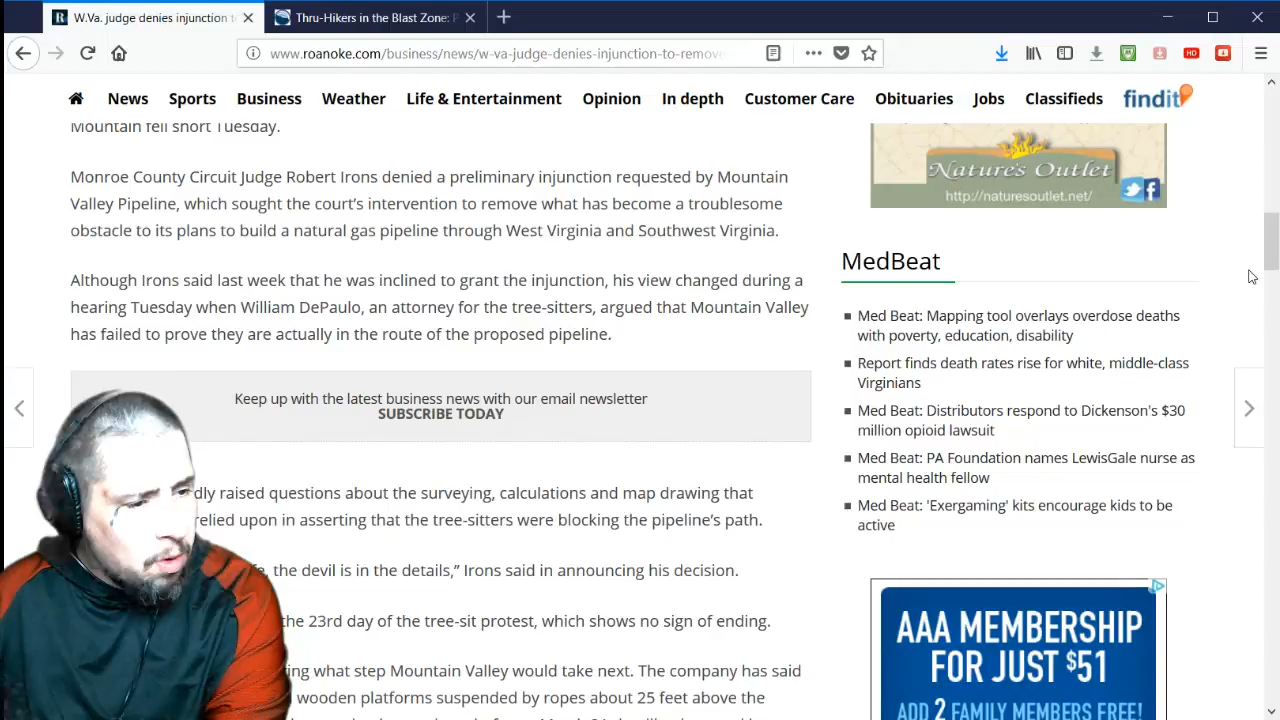 W.Va. judge denies injunction t
Thru-Hikers in the Blast Zone: P
www.roanoke.com/business/news/w-va-judge-denies-injunction-to-remov
HD
News Sports Business Weather Life & Entertainment Opinion In depth Customer Care Obituaries Jobs Classifieds findit
Mountain fell short Tuesday.
Monroe County Circuit Judge Robert Irons denied a preliminary injunction requested by Mountain
Valley Pipeline, which sought the court's intervention to remove what has become a troublesome
obstacle to its plans to build a natural gas pipeline through West Virginia and Southwest Virginia.
Although Irons said last week that he was inclined to grant the injunction, his view changed during a
hearing Tuesday when William DePaulo, an attorney for the tree-sitters, argued that Mountain Valley
has failed to prove they are actually in the route of the proposed pipeline.
Keep up with the latest business news with our email newsletter
SUBSCRIBE TODAY
dly raised questions about the surveying, calculations and map drawing that
relied upon in asserting that the tree-sitters were blocking the pipeline's path.
, the devil is in the details,” Irons said in announcing his decision.
the 23rd day of the tree-sit protest, which shows no sign of ending.
ing what step Mountain Valley would take next. The company has said
wooden platforms suspended by ropes about 25 feet above the
Nature's Outlet
http://naturesoutlet.net/
MedBeat
Med Beat: Mapping tool overlays overdose deaths
with poverty, education, disability
Report finds death rates rise for white, middle-class
Virginians
Med Beat: Distributors respond to Dickenson's $30
million opioid lawsuit
Med Beat: PA Foundation names LewisGale nurse as
mental health fellow
Med Beat: 'Exergaming' kits encourage kids to be
active
AAA MEMBERSHIP
FOR JUST $51
ADD 2 FAMILY MEMBERS FREE!